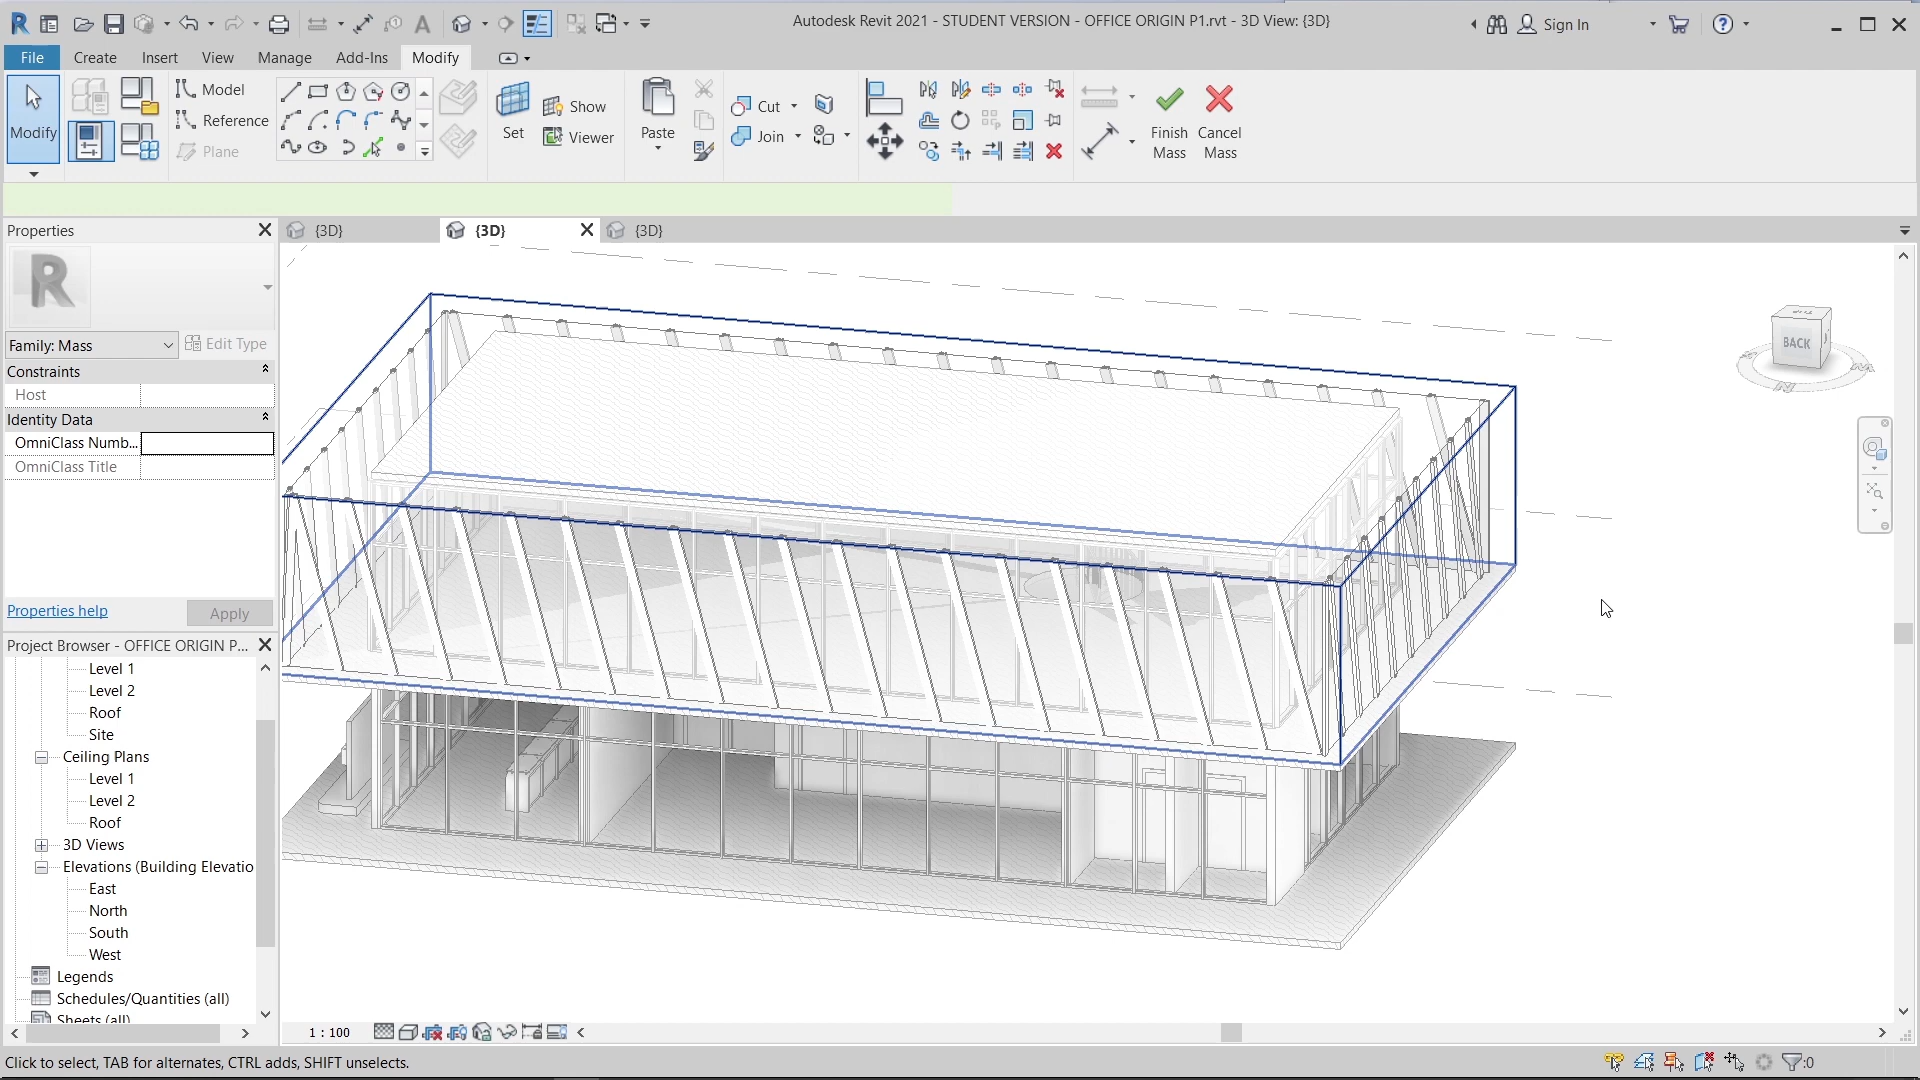 Autodesk Revit 2021 - STUDENT VERSION - OFFICE ORIGIN P1.rvt - 3D View: {3D}
Sign In
File Create Insert View Manage Add-Ins Modify
Modify
Model
Reference
Plane
Set
Show
Viewer
Paste
Cut
Join
Finish Mass
Cancel Mass
Properties
{3D}
{3D}
{3D}
Family: Mass
Edit Type
Constraints
Host
Identity Data
OmniClass Numb...
OmniClass Title
Properties help
Apply
Project Browser - OFFICE ORIGIN P...
Level 1
Level 2
Roof
Site
Ceiling Plans
Level 1
Level 2
Roof
3D Views
Elevations (Building Elevatio
East
North
South
West
Legends
Schedules/Quantities (all)
Sheets (all)
BACK
1 : 100
Click to select, TAB for alternates, CTRL adds, SHIFT unselects.
:0